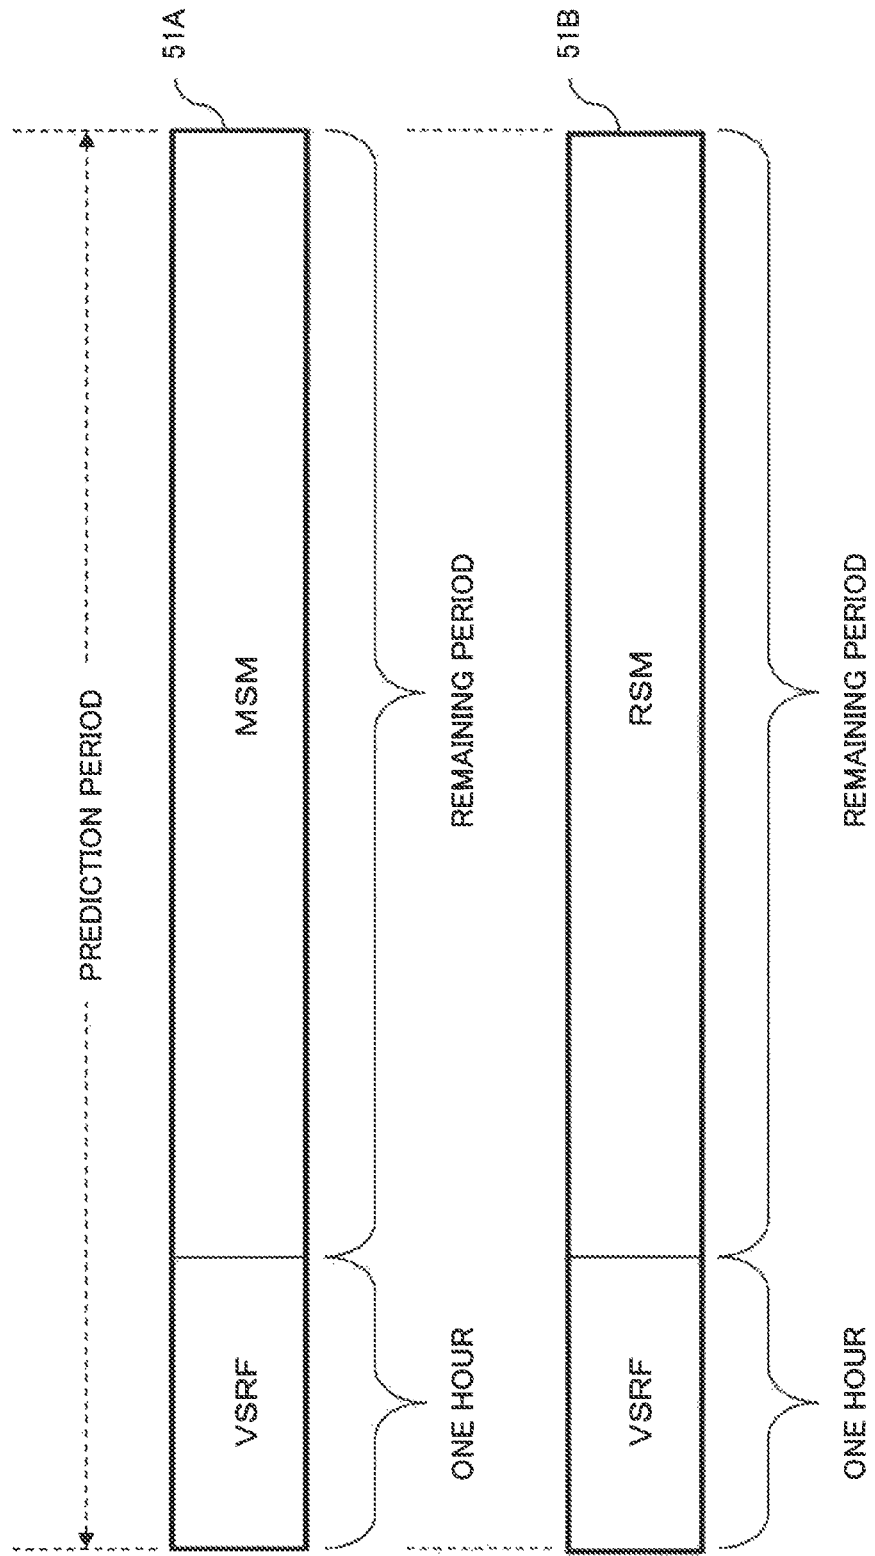 PREDICTION PERIOD
51A
VSRF
MSM
ONE HOUR
REMAINING PERIOD
51B
VSRF
RSM
ONE HOUR
REMAINING PERIOD